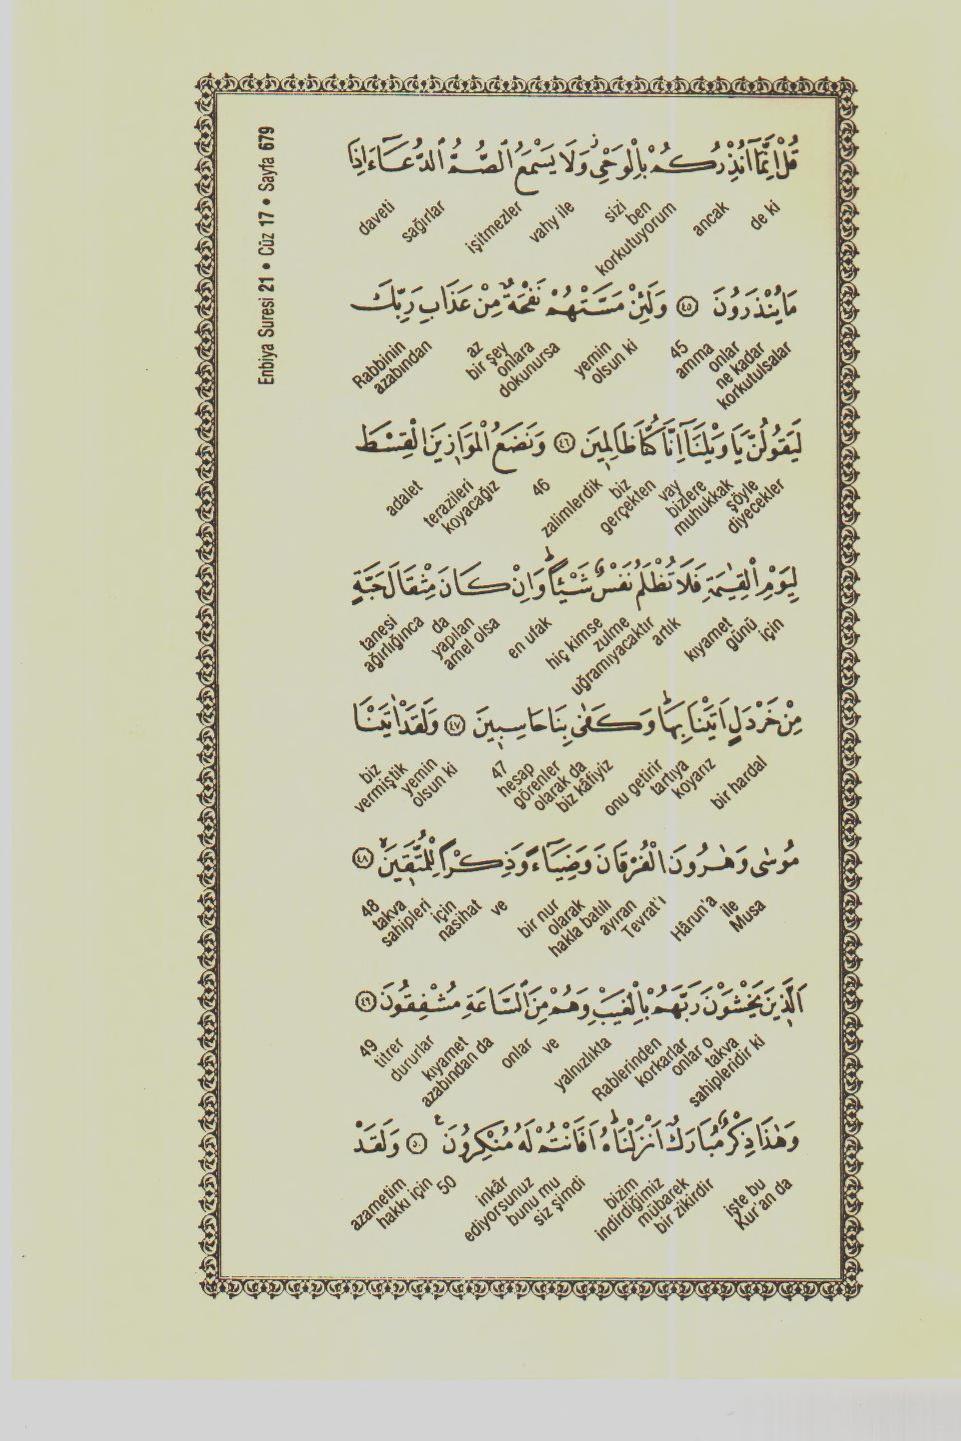 Enbiya Suresi 21 • Cüz 17 • Sayfa 679
قُلْ اِنَّمَٓا اُنْذِرُكُمْ بِالْوَحْيِۘ وَلَا يَسْمَعُ الصُّمُّ الدُّعَٓاءَ اِذَا
de ki ancak ben korkutuyorum sizi vahy ile işitmezler sağırlar daveti
مَا يُنْذَرُونَ ﴿٤٥﴾ وَلَئِنْ مَسَّتْهُمْ نَفْحَةٌ مِنْ عَذَابِ رَبِّكَ
onlar ne kadar korkutulsalar amma 45 yemin olsun ki az bir şey onlara dokunursa Rabbinin azabından
لَيَقُولُنَّ يَا وَيْلَنَٓا اِنَّا كُنَّا ظَالِمِينَ ﴿٤٦﴾ وَنَضَعُ الْمَوَازِينَ الْقِسْطَ
şöyle diyecekler muhukkak vay bizlere biz gerçekten zalimlerdik 46 terazileri koyacağız adalet
لِيَوْمِ الْقِيٰمَةِ فَلَا تُظْلَمُ نَفْسٌ شَيْـًٔاۜ وَاِنْ كَانَ مِثْقَالَ حَبَّةٍ
için kıyamet günü artık hiç kimse zulme uğramıyacaktır en ufak da yapılan amel olsa tanesi ağırlığınca
مِنْ خَرْدَلٍ اَتَيْنَا بِهَاۜ وَكَفٰى بِنَا حَاسِبِينَ ﴿٤٧﴾ وَلَقَدْ اٰتَيْنَا
bir hardal onu getirir tartıya koyarız hesap görenler olarak da biz kâfiyiz 47 yemin olsun ki biz vermiştik
مُوسٰى وَهٰرُونَ الْفُرْقَانَ وَضِيَٓاءً وَذِكْرًا لِلْمُتَّقِينَۙ ﴿٤٨﴾
Musa ile Hârun'a hakla batılı ayıran Tevrat'ı bir nur olarak ve nasihat için takva sahipleri 48
اَلَّذِينَ يَخْشَوْنَ رَبَّهُمْ بِالْغَيْبِ وَهُمْ مِنَ السَّاعَةِ مُشْفِقُونَ ﴿٤٩﴾
onlar o takva sahipleridir ki Rablerinden korkarlar yalnızlıkta ve onlar kıyamet azabından da titrer dururlar 49
وَهٰذَا ذِكْرٌ مُبَارَكٌ اَنْزَلْنَاهُۜ اَفَاَنْتُمْ لَهُ مُنْكِرُونَ ﴿٥٠﴾ وَلَقَدْ
işte bu Kur'an da bizim indirdiğimiz mübarek bir zikirdir siz şimdi bunu mu inkâr ediyorsunuz 50 azametim hakkı için